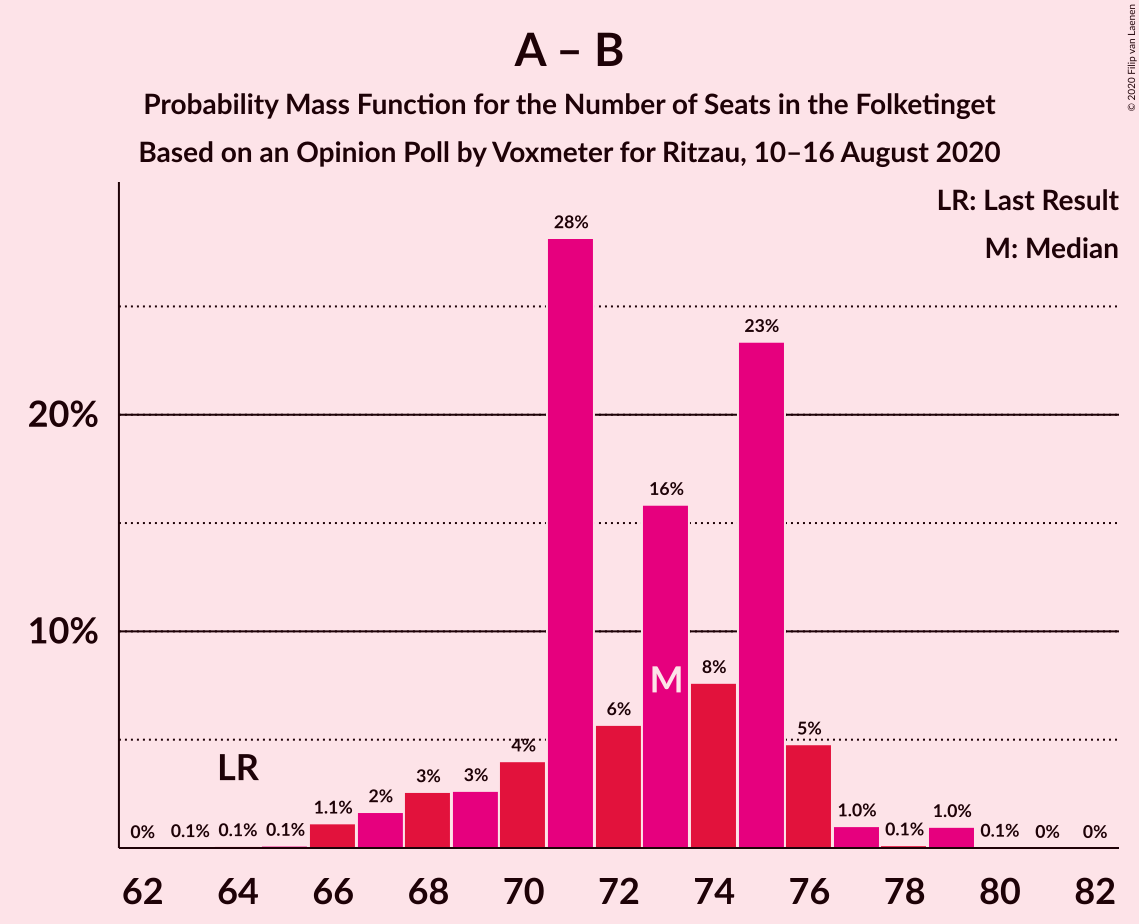 A – B
Probability Mass Function for the Number of Seats in the Folketinget
Based on an Opinion Poll by Voxmeter for Ritzau, 10–16 August 2020
© 2020 Filip van Laenen
LR: Last Result
M: Median
28%
23%
20%
16%
10%
8%
M
6%
5%
4%
LR
3% 3%
2%
1.1%
1.0% 1.0%
0% 0.1% 0.1% 0.1% 0.1% 0.1% 0% 0%
62 64 66 68 70 72 74 76 78 80 82